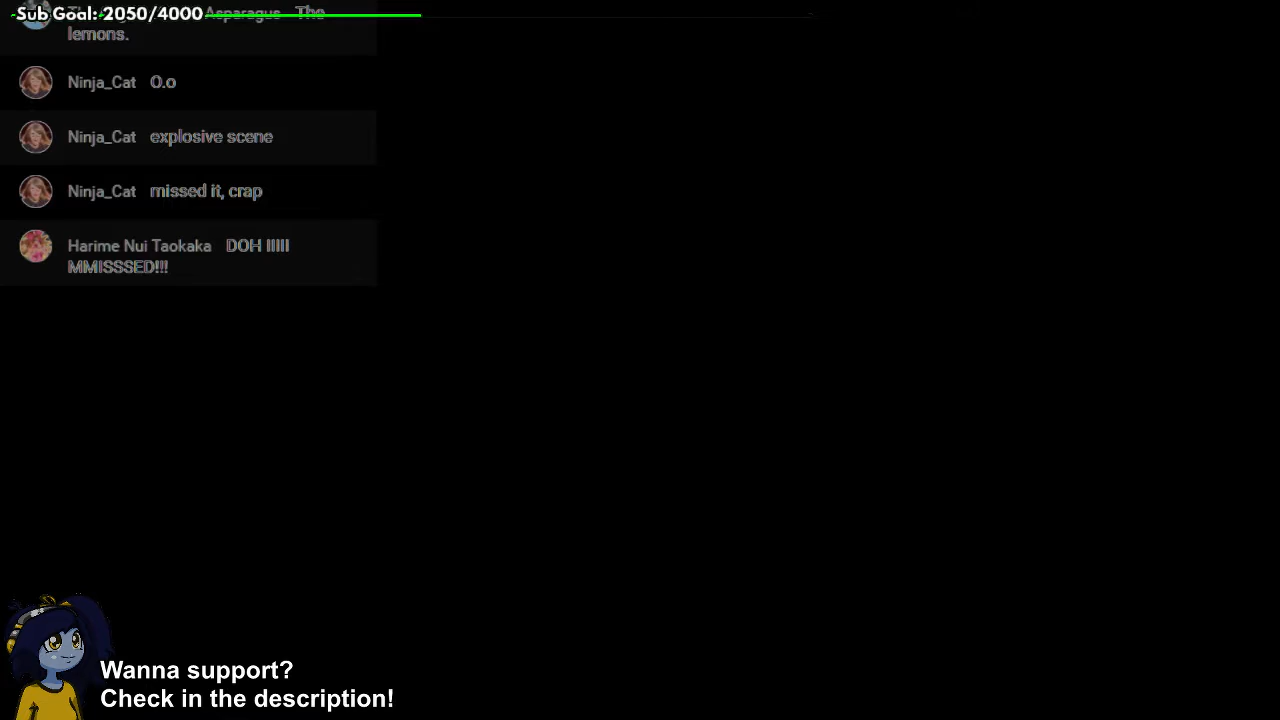 Sub Goal: 2050/4000 Asparagus The
lemons.
Ninja_Cat O.o
Ninja_Cat explosive scene
Ninja_Cat missed it, crap
Harime Nui Taokaka DOH IIIII
MMISSSED!!!
Wanna support?
Check in the description!